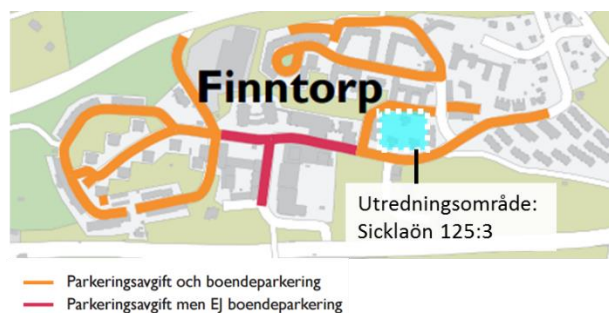 Finntorp
Utredningsområde:
Sicklaön 125:3
Parkeringsavgift och boendeparkering
Parkeringsavgift men EJ boendeparkering